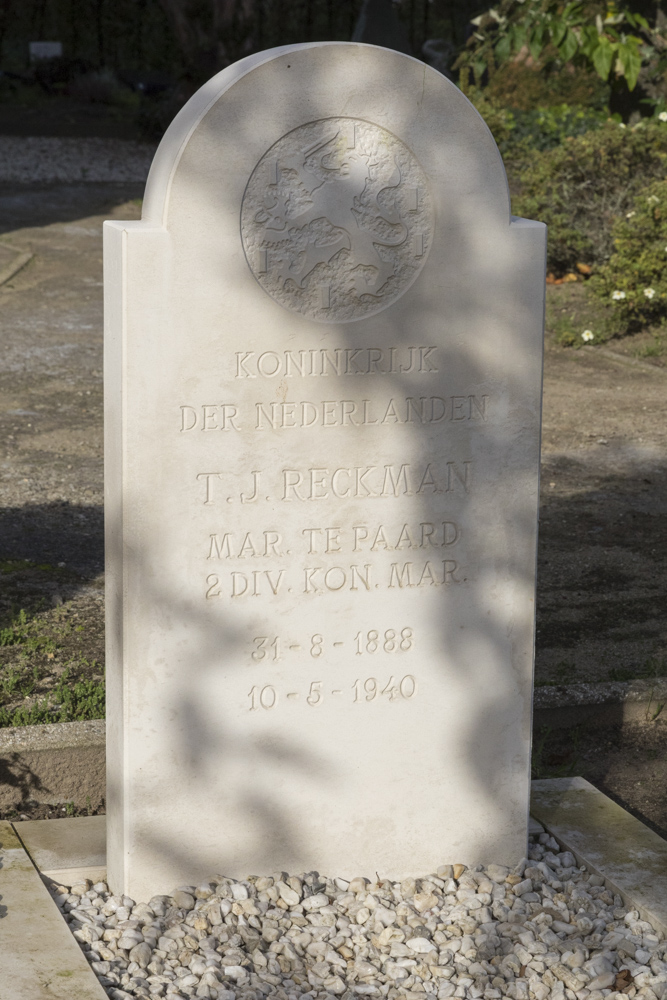 KONINKRIJK
DER NEDERLANDEN
T.J. RECKMAN
MAR. TE PAARD
2 DIV. KON. MAR.
31-8-1888
10-5-1940